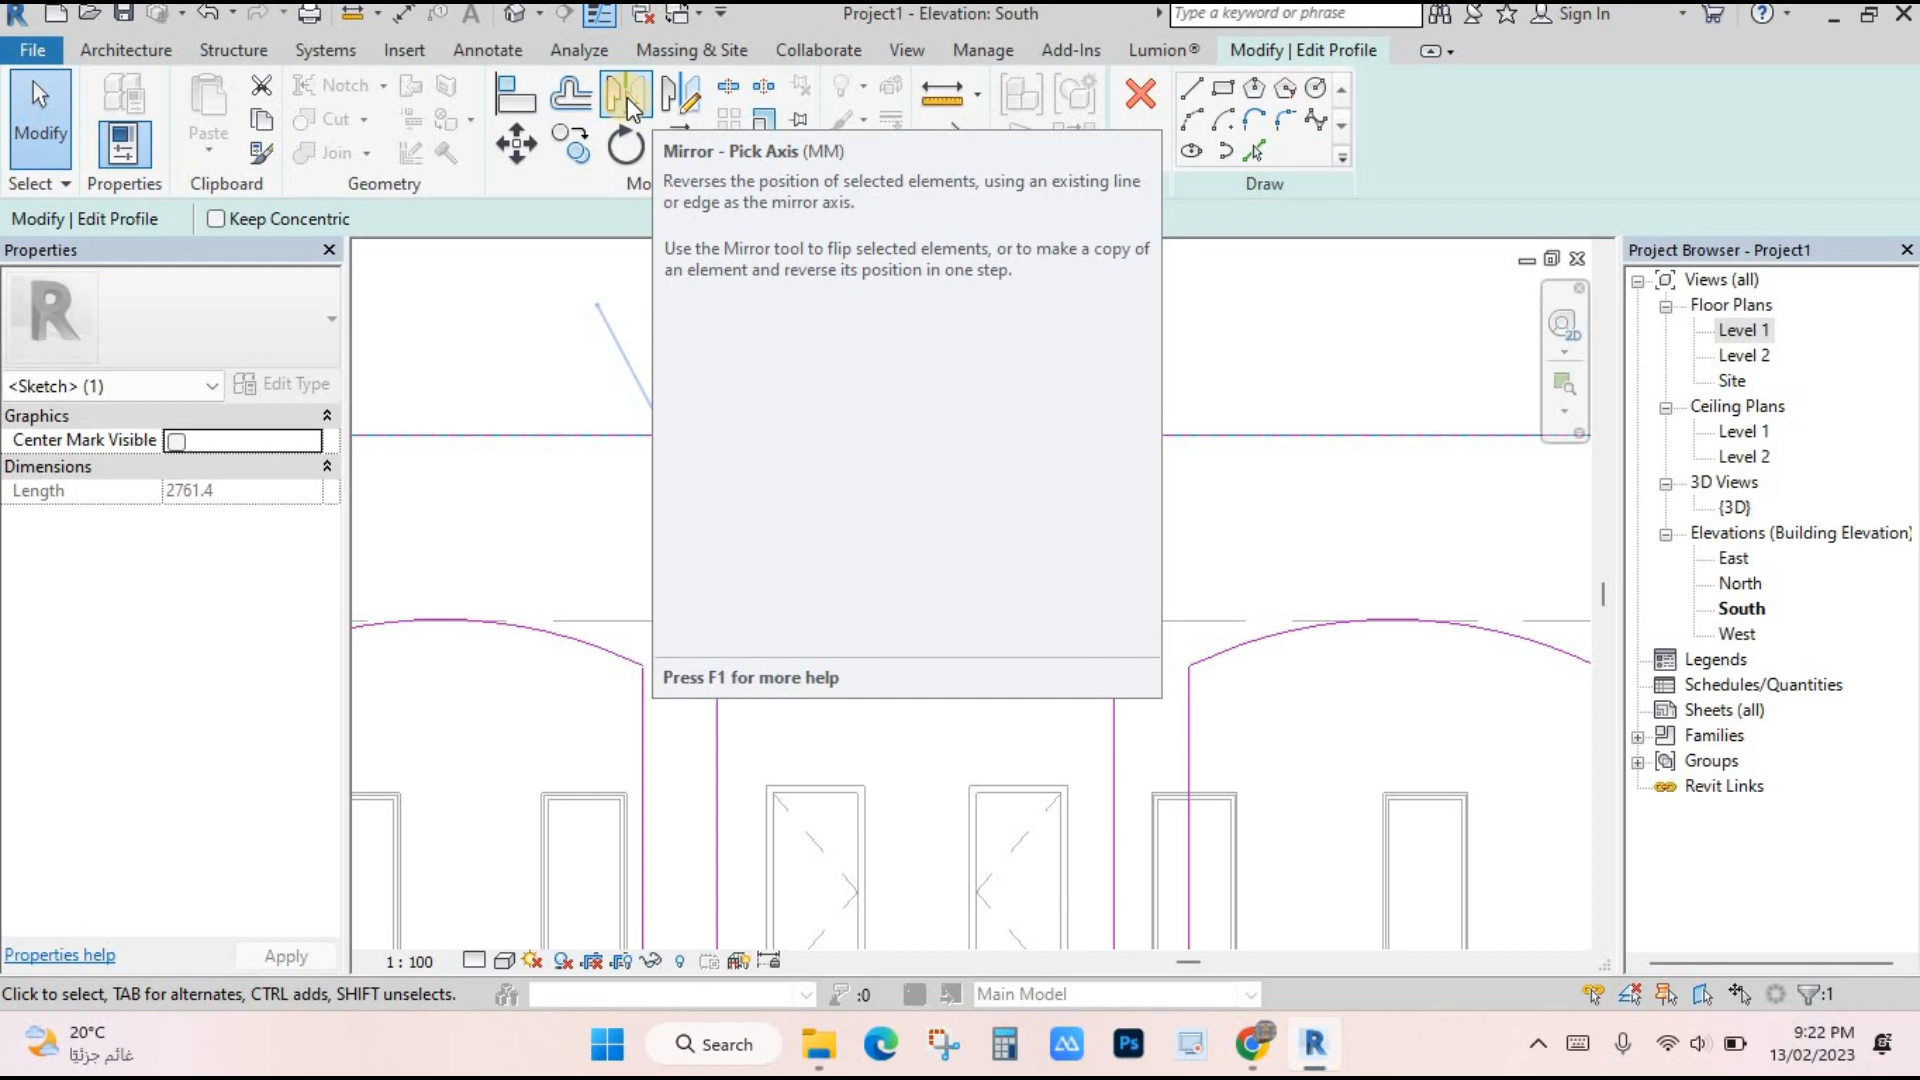 Project1 - Elevation: South
Type a keyword or phrase
Sign In
File
Architecture
Structure
Systems
Insert
Annotate
Analyze
Massing & Site
Collaborate
View
Manage
Add-Ins
Lumion®
Modify | Edit Profile
Modify
Paste
Notch
Cut
Join
Select
Properties
Clipboard
Geometry
Mo
Draw
Mirror - Pick Axis (MM)
Reverses the position of selected elements, using an existing line
or edge as the mirror axis.
Use the Mirror tool to flip selected elements, or to make a copy of
an element and reverse its position in one step.
Press F1 for more help
Modify | Edit Profile
Keep Concentric
Properties
<Sketch> (1)
Edit Type
Graphics
Center Mark Visible
Dimensions
Length
2761.4
Properties help
Apply
2D
Project Browser - Project1
Views (all)
Floor Plans
Level 1
Level 2
Site
Ceiling Plans
Level 1
Level 2
3D Views
{3D}
Elevations (Building Elevation)
East
North
South
West
Legends
Schedules/Quantities
Sheets (all)
Families
Groups
Revit Links
1 : 100
Click to select, TAB for alternates, CTRL adds, SHIFT unselects.
:0
Main Model
:1
20°C
غائم جزئيًا
Search
Ps
R
9:22 PM
13/02/2023